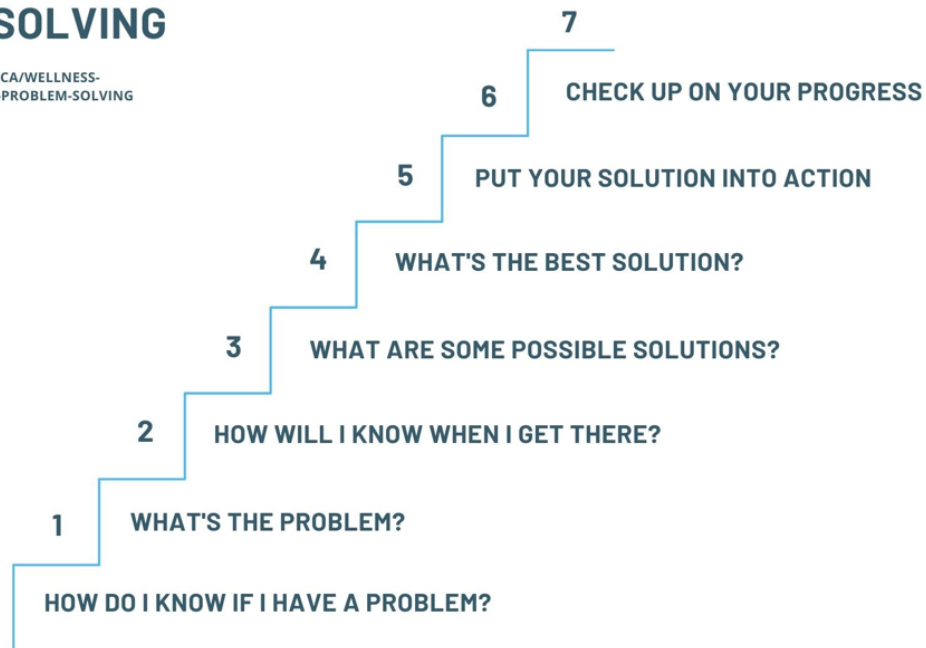 SOLVING
CA/WELLNESS-
-PROBLEM-SOLVING
7
CHECK UP ON YOUR PROGRESS
6
PUT YOUR SOLUTION INTO ACTION
5
WHAT'S THE BEST SOLUTION?
4
WHAT ARE SOME POSSIBLE SOLUTIONS?
3
HOW WILL I KNOW WHEN I GET THERE?
2
WHAT'S THE PROBLEM?
1
HOW DO I KNOW IF I HAVE A PROBLEM?